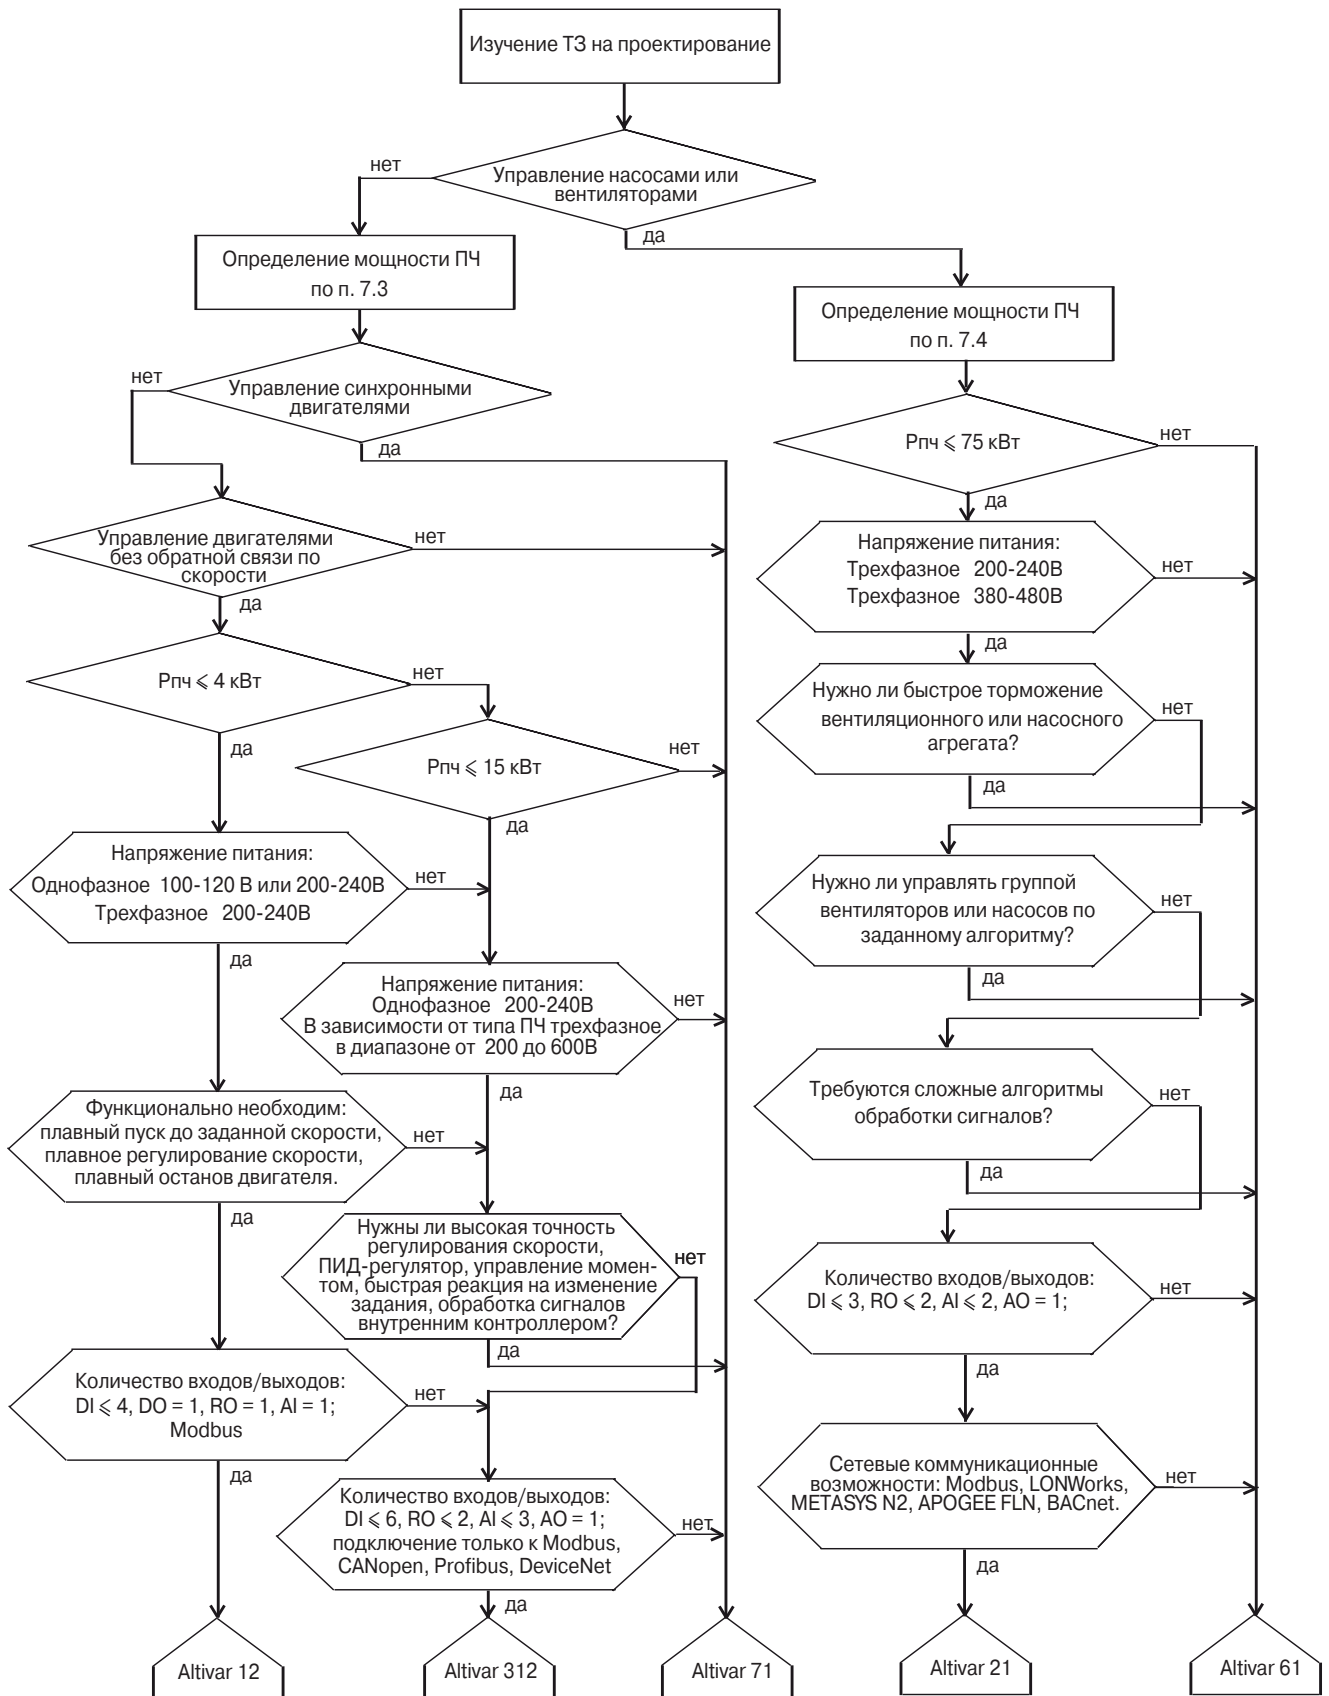 Изучение ТЗ на проектирование
нет
Управление насосами или
вентиляторами
да
Определение мощности ПЧ
по п. 7.3
Определение мощности ПЧ
по п. 7.4
нет
Управление синхронными
двигателями
да
Pпч ⩽ 75 кВт
нет
да
Управление двигателями
без обратной связи по
скорости
нет
да
Напряжение питания:
Трехфазное 200-240В
Трехфазное 380-480В
нет
да
Pпч ⩽ 4 кВт
нет
да
Pпч ⩽ 15 кВт
нет
да
Нужно ли быстрое торможение
вентиляционного или насосного
агрегата?
нет
да
Напряжение питания:
Однофазное 100-120 В или 200-240В
Трехфазное 200-240В
нет
да
Нужно ли управлять группой
вентиляторов или насосов по
заданному алгоритму?
нет
да
Напряжение питания:
Однофазное 200-240В
В зависимости от типа ПЧ трехфазное
в диапазоне от 200 до 600В
нет
да
Требуются сложные алгоритмы
обработки сигналов?
нет
да
Функционально необходим:
плавный пуск до заданной скорости,
плавное регулирование скорости,
плавный останов двигателя.
нет
да
Нужны ли высокая точность
регулирования скорости,
ПИД-регулятор, управление момен-
том, быстрая реакция на изменение
задания, обработка сигналов
внутренним контроллером?
нет
да
Количество входов/выходов:
DI ⩽ 3, RO ⩽ 2, AI ⩽ 2, AO = 1;
нет
да
Количество входов/выходов:
DI ⩽ 4, DO = 1, RO = 1, AI = 1;
Modbus
нет
да
Количество входов/выходов:
DI ⩽ 6, RO ⩽ 2, AI ⩽ 3, AO = 1;
подключение только к Modbus,
CANopen, Profibus, DeviceNet
нет
да
Сетевые коммуникационные
возможности: Modbus, LONWorks,
METASYS N2, APOGEE FLN, BACnet.
нет
да
Altivar 12
Altivar 312
Altivar 71
Altivar 21
Altivar 61